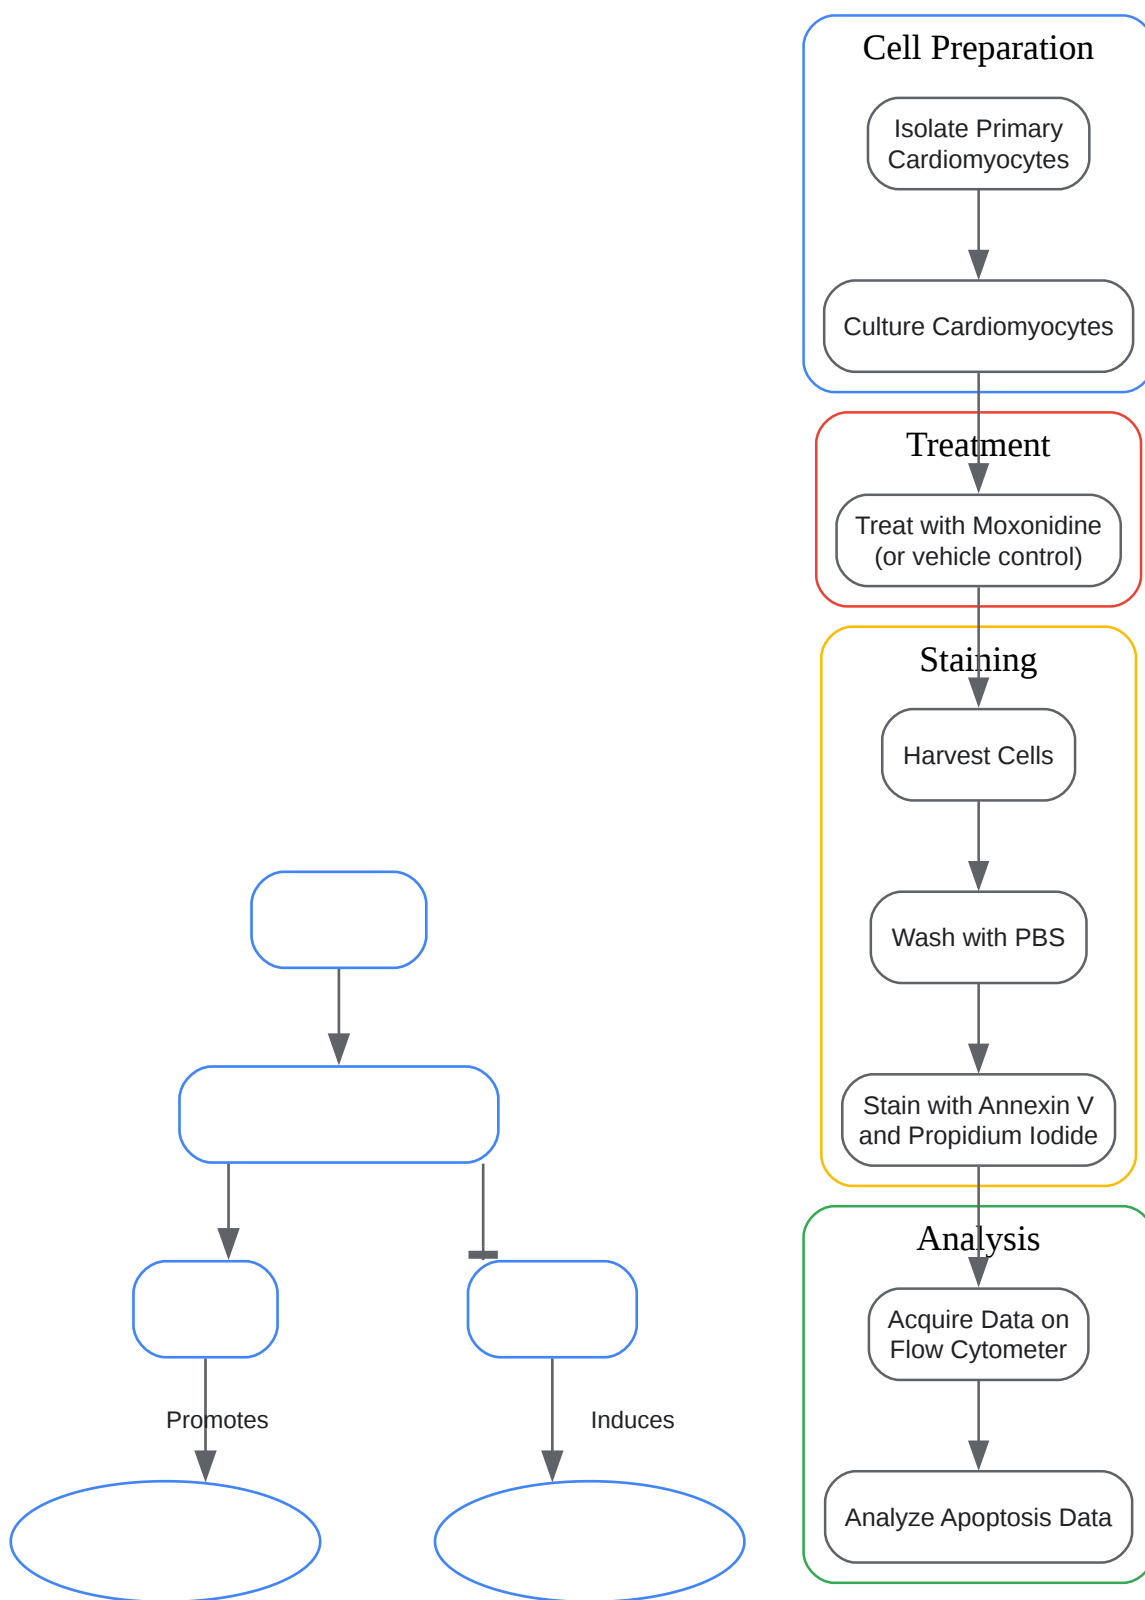 Cell Preparation
Isolate Primary
Cardiomyocytes
Culture Cardiomyocytes
Treatment
Treat with Moxonidine
(or vehicle control)
Staining
Harvest Cells
Wash with PBS
Stain with Annexin V
and Propidium Iodide
Analysis
Acquire Data on
Flow Cytometer
Analyze Apoptosis Data
Promotes
Induces